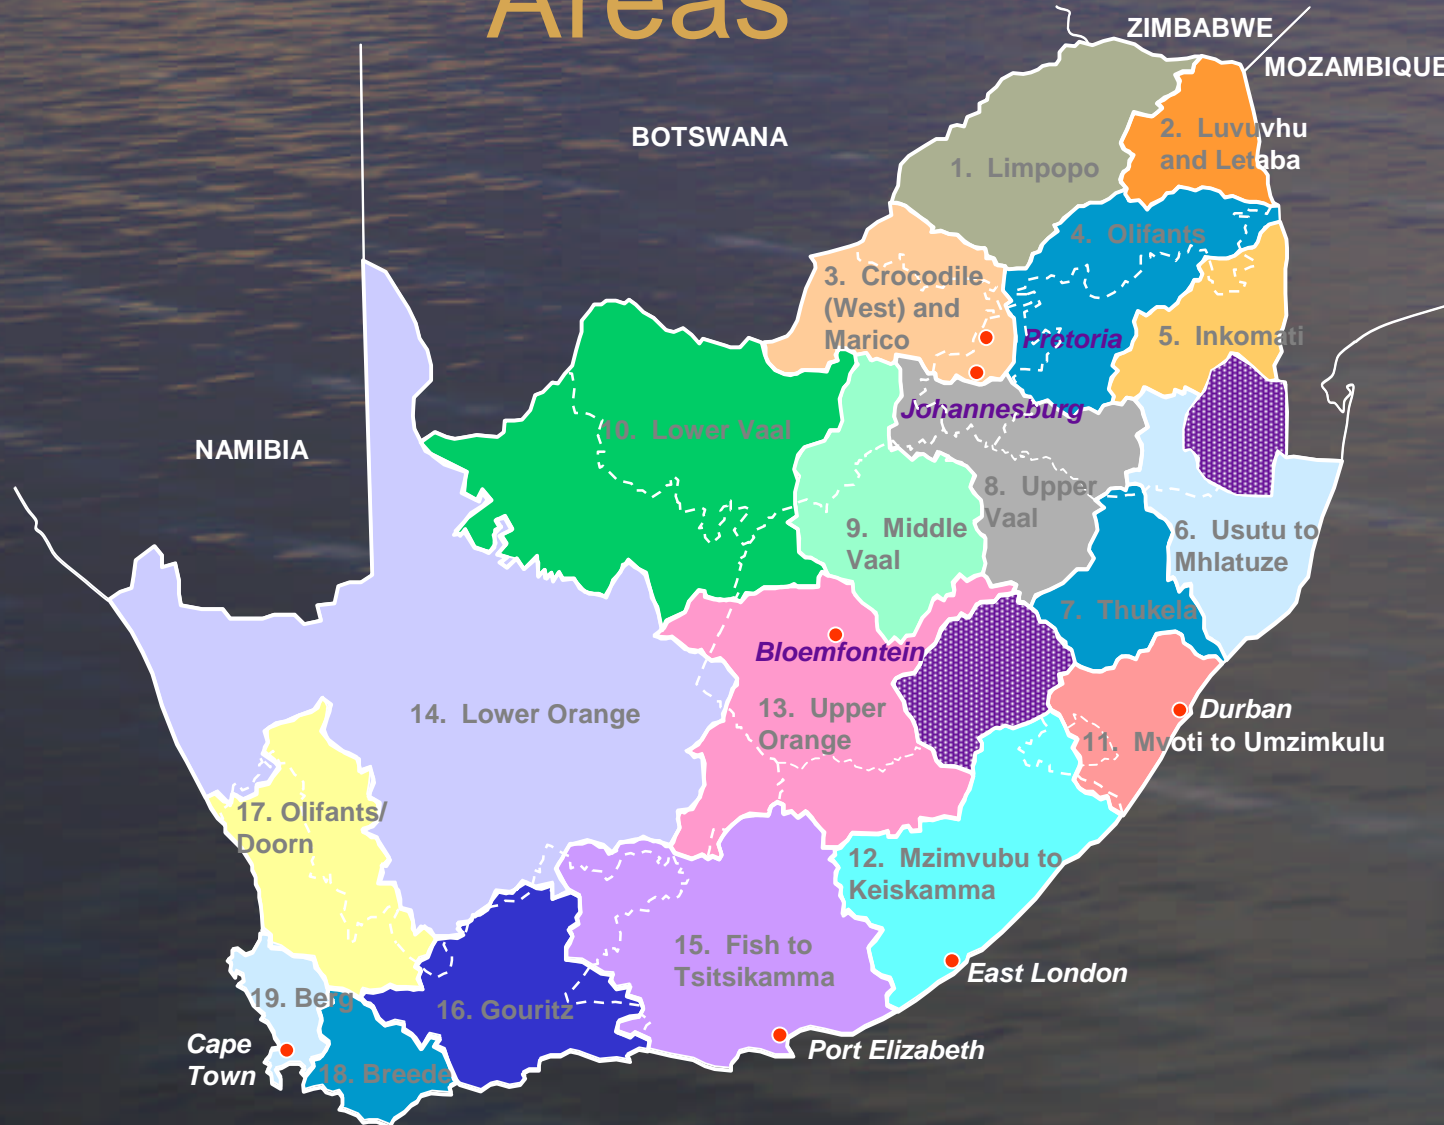 Areas
ZIMBABWE
MOZAMBIQUE
BOTSWANA
2. Luvuvhu
and Letaba
1. Limpopo
4. Olifants
3. Crocodile
(West) and
Marico
Pretoria
5. Inkomati
Johannesburg
10. Lower Vaal
NAMIBIA
8. Upper
Vaal
9. Middle
Vaal
6. Usutu to
Mhlatuze
7. Thukela
Bloemfontein
14. Lower Orange
13. Upper
Orange
Durban
11. Mvoti to Umzimkulu
17. Olifants/
Doorn
12. Mzimvubu to
Keiskamma
15. Fish to
Tsitsikamma
East London
19. Berg
16. Gouritz
Cape
Town
Port Elizabeth
18. Breede